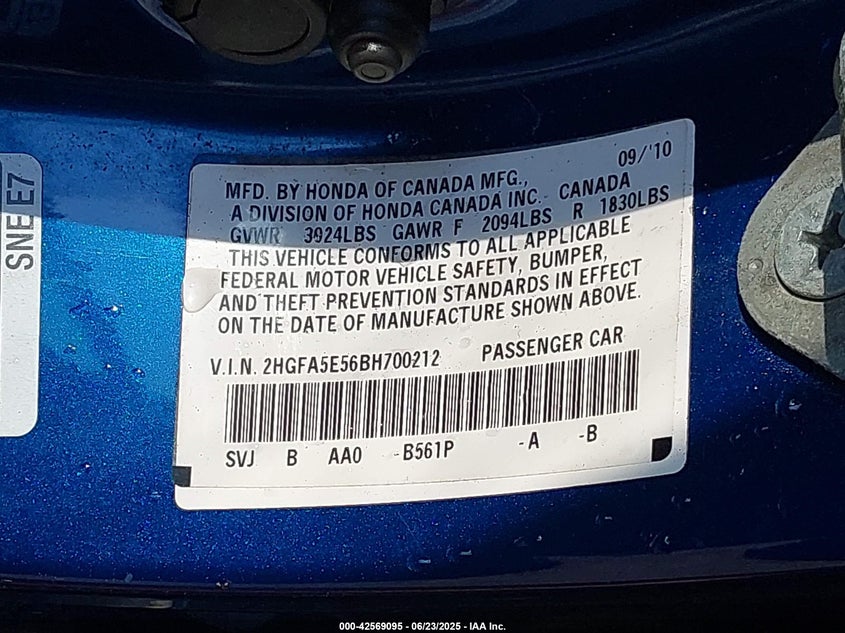 SNE E7
09/'10
MFD. BY HONDA OF CANADA MFG.,
A DIVISION OF HONDA CANADA INC. CANADA
GVWR 3924LBS GAWR F 2094LBS R 1830LBS
THIS VEHICLE CONFORMS TO ALL APPLICABLE
FEDERAL MOTOR VEHICLE SAFETY, BUMPER,
AND THEFT PREVENTION STANDARDS IN EFFECT
ON THE DATE OF MANUFACTURE SHOWN ABOVE.
V.I.N. 2HGFA5E56BH700212 PASSENGER CAR
SVJ B AA0 -B561P -A -B
000-42569095 - 06/23/2025 - IAA Inc.